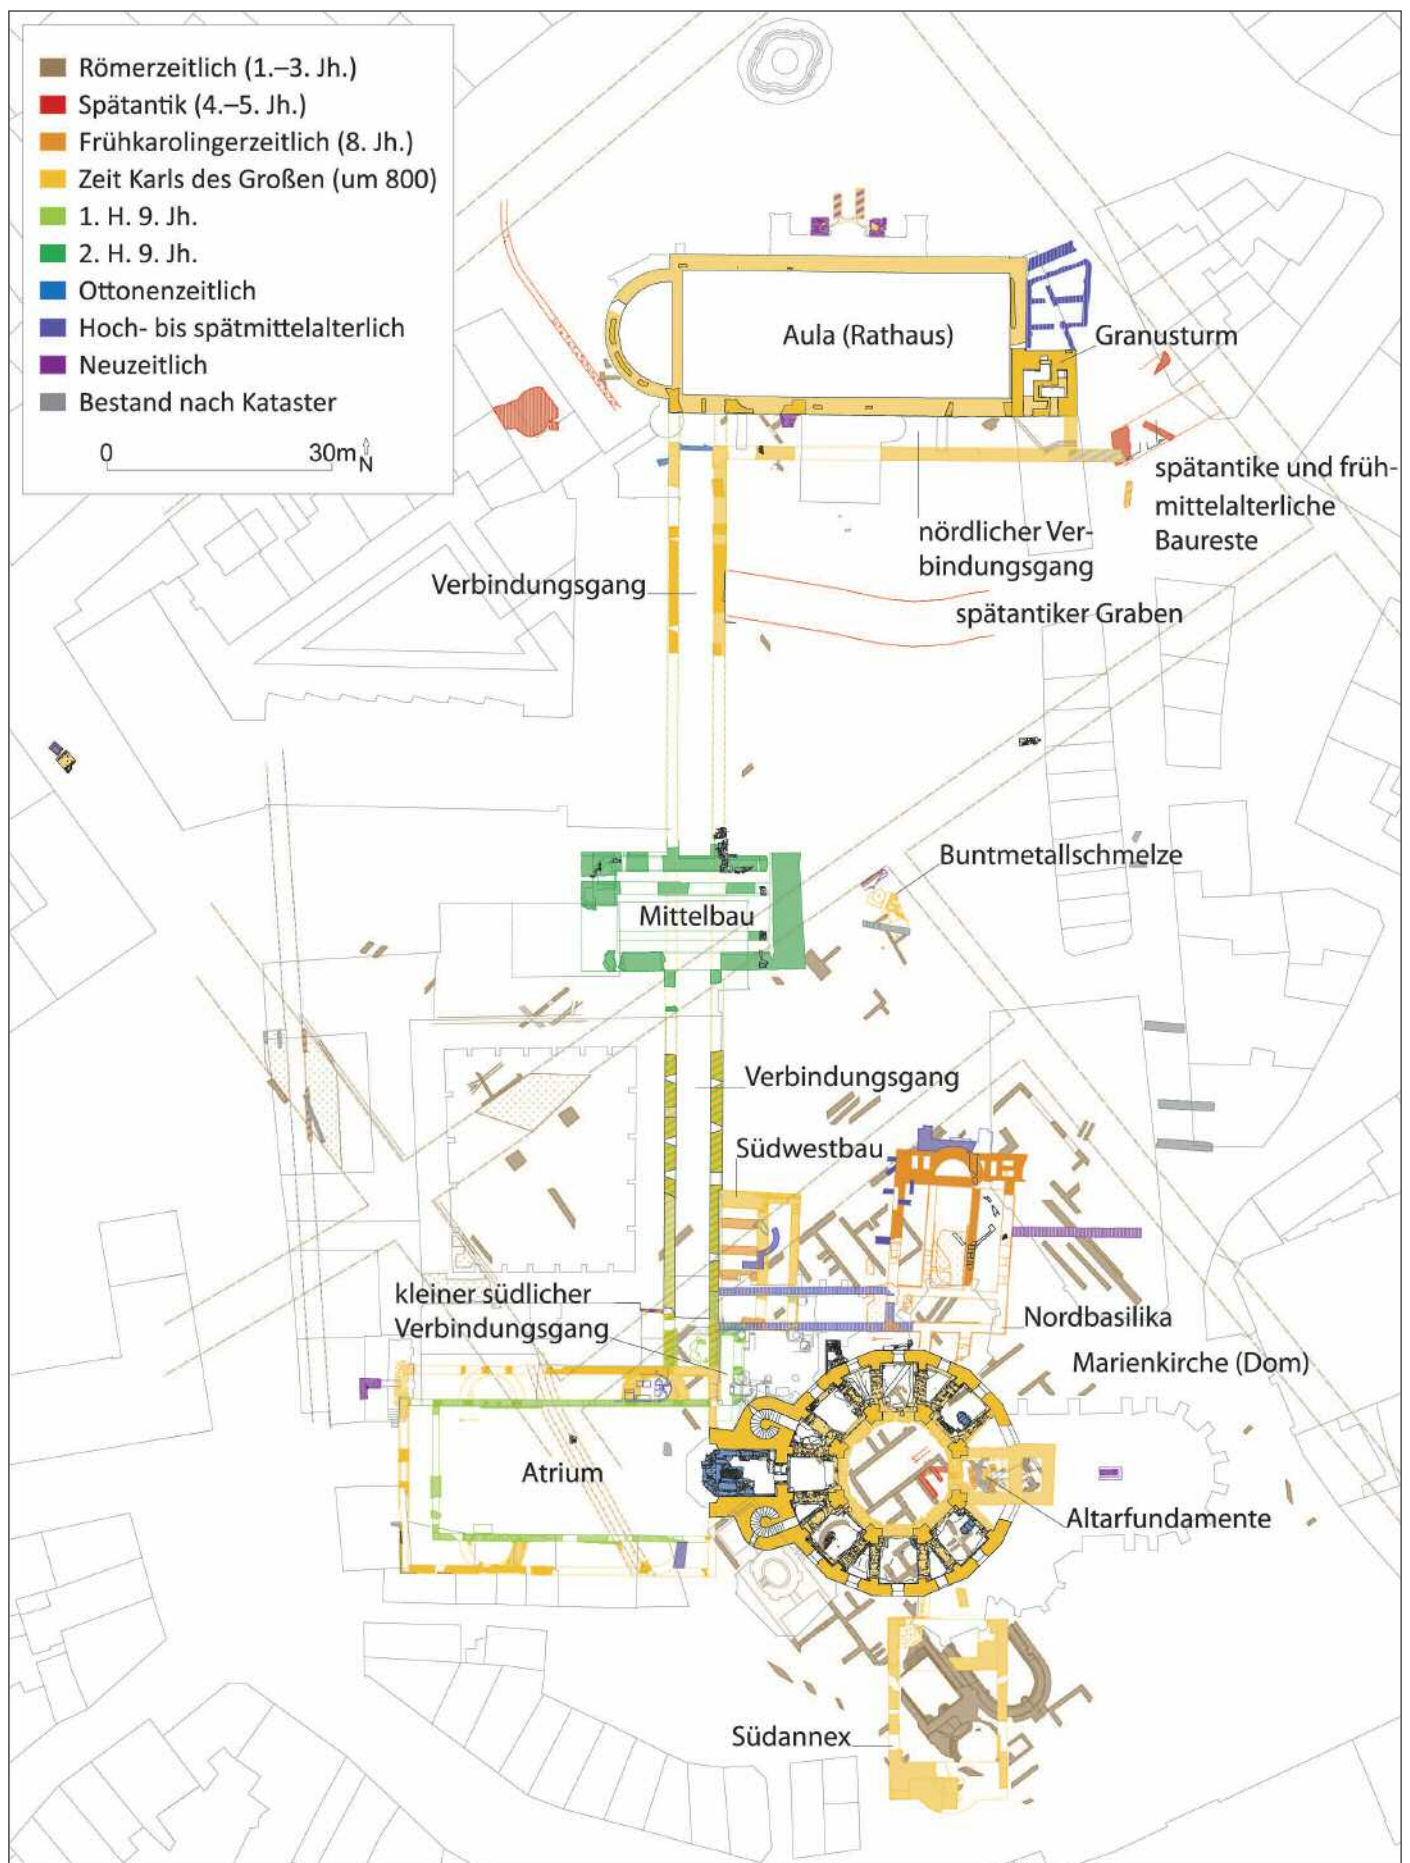 Römerzeitlich (1.–3. Jh.)
Spätantik (4.–5. Jh.)
Frühkarolingerzeitlich (8. Jh.)
Zeit Karls des Großen (um 800)
1. H. 9. Jh.
2. H. 9. Jh.
Ottonenzeitlich
Hoch- bis spätmittelalterlich
Neuzeitlich
Bestand nach Kataster
0 30m N
Aula (Rathaus)
Granusturm
spätantike und früh-
mittelalterliche
Baureste
nördlicher Ver-
bindungsgang
Verbindungsgang
spätantiker Graben
Buntmetallschmelze
Mittelbau
Verbindungsgang
Südwestbau
kleiner südlicher
Verbindungsgang
Nordbasilika
Marienkirche (Dom)
Atrium
Altarfundamente
Südannex